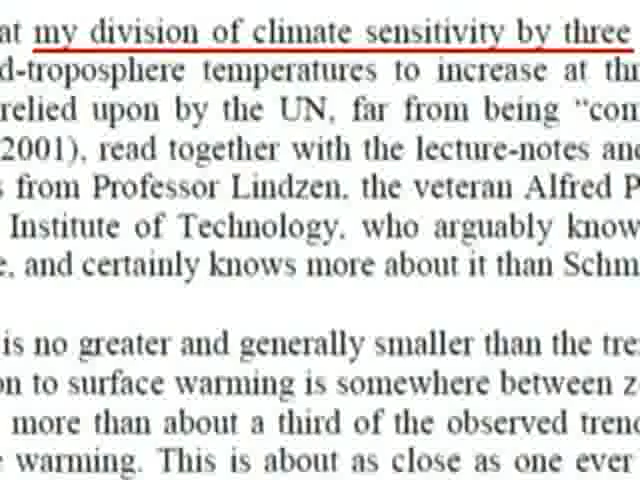 at my division of climate sensitivity by three
d-troposphere temperatures to increase at thr
relied upon by the UN, far from being “con
2001), read together with the lecture-notes and
s from Professor Lindzen, the veteran Alfred P
Institute of Technology, who arguably know
e, and certainly knows more about it than Schm
is no greater and generally smaller than the tre
on to surface warming is somewhere between z
more than about a third of the observed trend
e warming. This is about as close as one ever